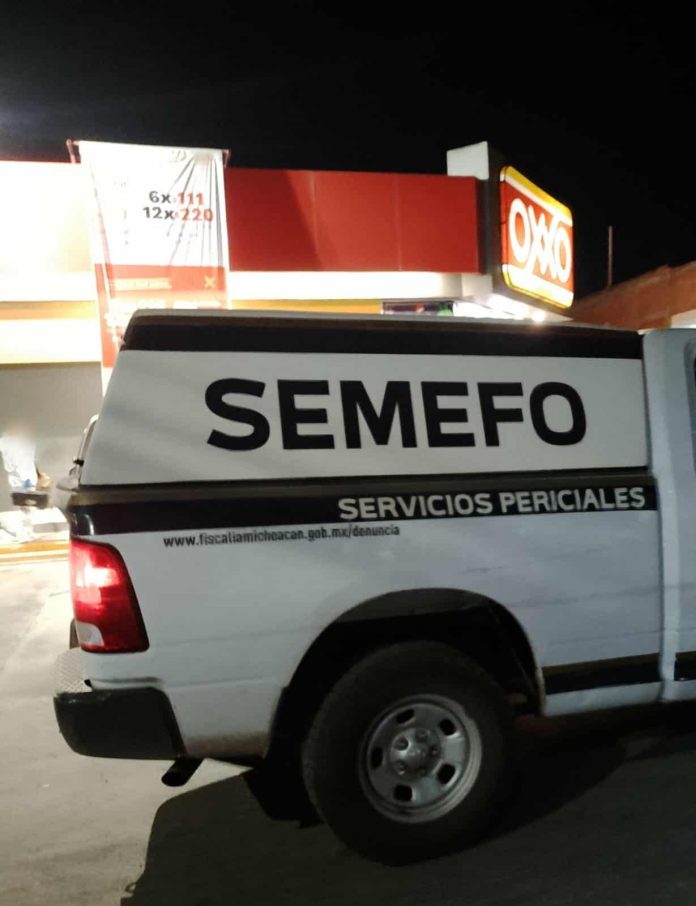 6x111
12x220
OXXO
SEMEFO
SERVICIOS PERICIALES
www.fiscaliamichoacan.gob.mx/denuncia